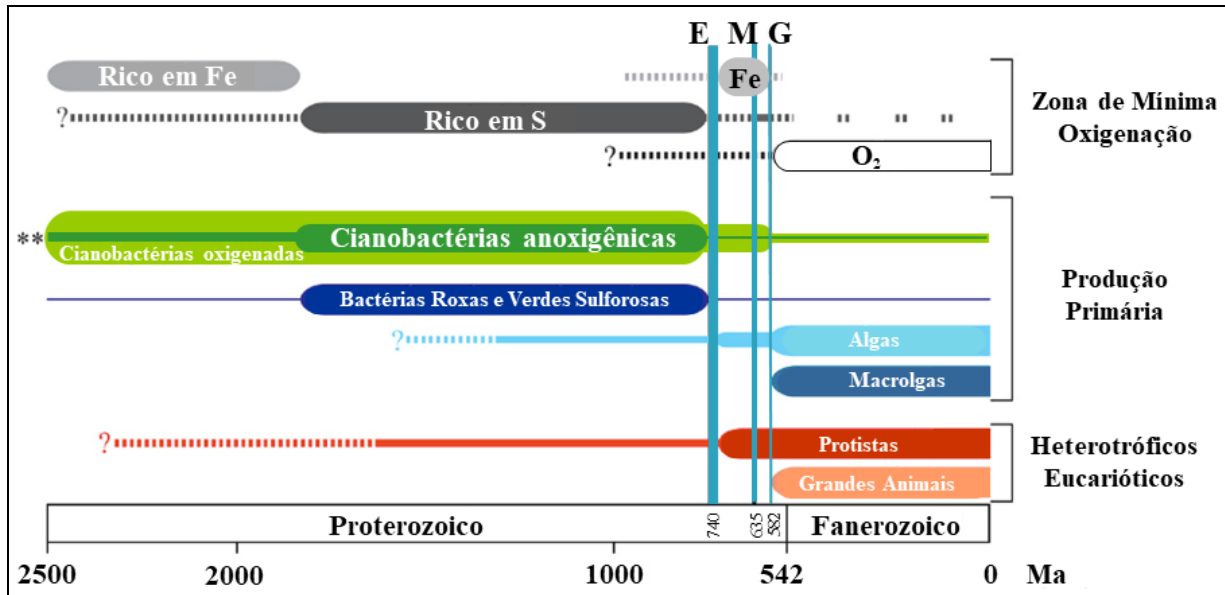 E M G
Rico em Fe
Fe
? Rico em S
? O₂
Zona de Mínima
Oxigenação
** Cianobactérias anoxigênicas
Cianobactérias oxigenadas
Bactérias Roxas e Verdes Sulforosas
? Algas
Macrolgas
Produção
Primária
? Protistas
Grandes Animais
Heterotróficos
Eucarióticos
Proterozoico 740 635 582 Fanerozoico
2500 2000 1000 542 0 Ma